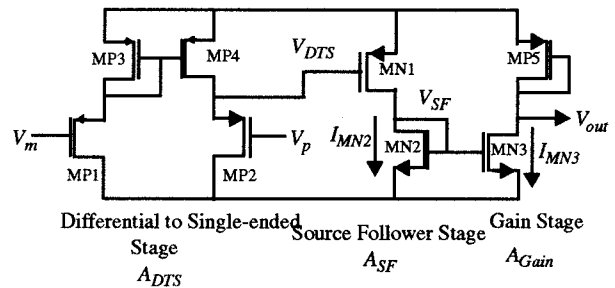 MP3
MP4
V_DTS
MN1
MP5
V_SF
V_out
V_m
V_p
I_MN2
MN2
MN3
I_MN3
MP1
MP2
Differential to Single-ended
Stage
A_DTS
Source Follower Stage
A_SF
Gain Stage
A_Gain